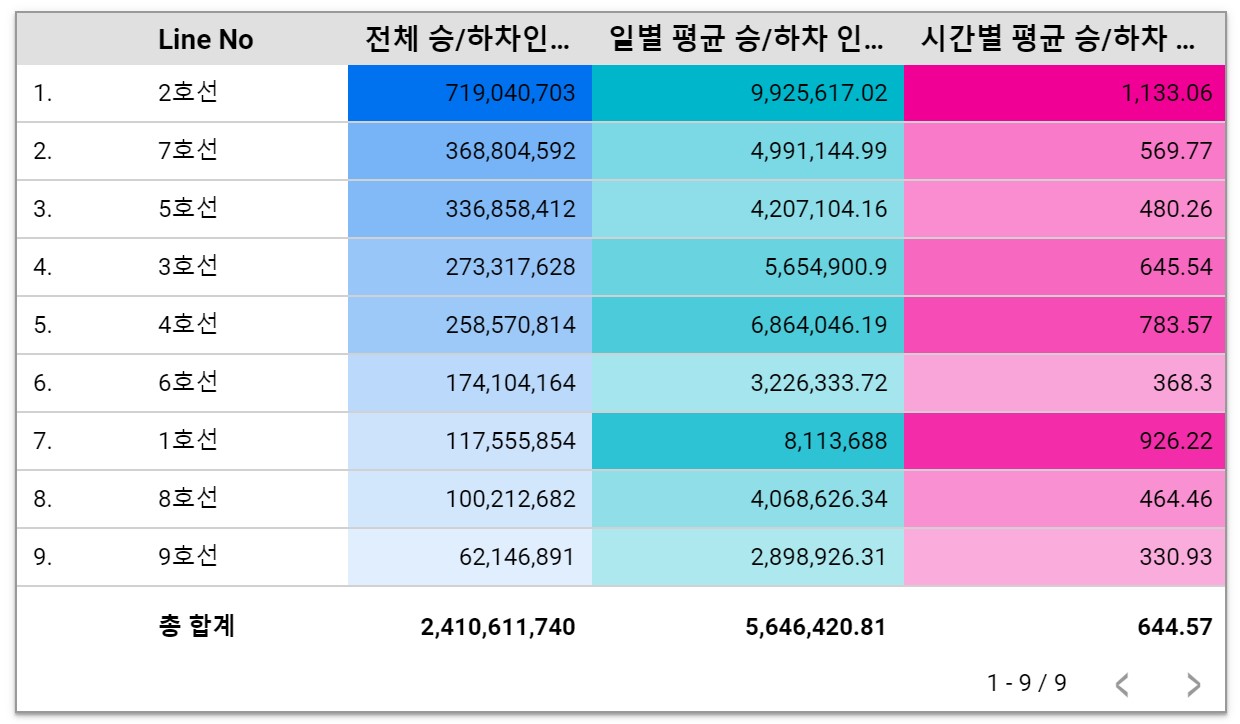 Line No 전체 승/하차인... 일별 평균 승/하차 인... 시간별 평균 승/하차 ...
1. 2호선 719,040,703 9,925,617.02 1,133.06
2. 7호선 368,804,592 4,991,144.99 569.77
3. 5호선 336,858,412 4,207,104.16 480.26
4. 3호선 273,317,628 5,654,900.9 645.54
5. 4호선 258,570,814 6,864,046.19 783.57
6. 6호선 174,104,164 3,226,333.72 368.3
7. 1호선 117,555,854 8,113,688 926.22
8. 8호선 100,212,682 4,068,626.34 464.46
9. 9호선 62,146,891 2,898,926.31 330.93
총 합계 2,410,611,740 5,646,420.81 644.57
1 - 9 / 9 < >